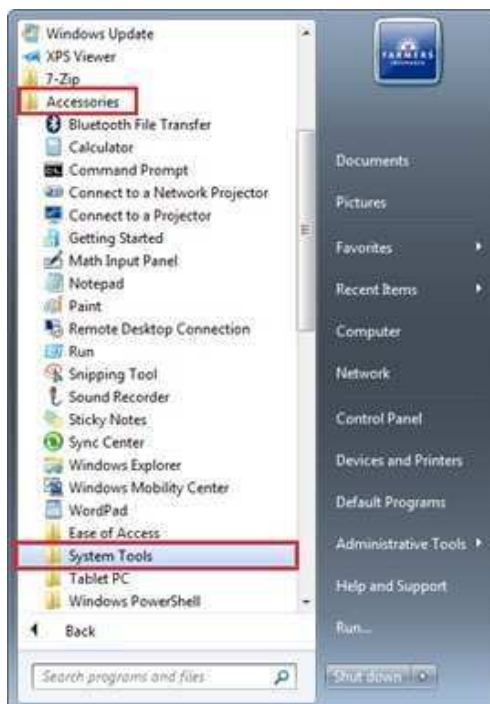 Windows Update
XPS Viewer
7-Zip
Accessories
Bluetooth File Transfer
Calculator
Command Prompt
Connect to a Network Projector
Connect to a Projector
Getting Started
Math Input Panel
Notepad
Paint
Remote Desktop Connection
Run
Snipping Tool
Sound Recorder
Sticky Notes
Sync Center
Windows Explorer
Windows Mobility Center
WordPad
Ease of Access
System Tools
Tablet PC
Windows PowerShell
Back
Search programs and files
FARMERS
Documents
Pictures
Favorites
Recent Items
Computer
Network
Control Panel
Devices and Printers
Default Programs
Administrative Tools
Help and Support
Run...
Shut down